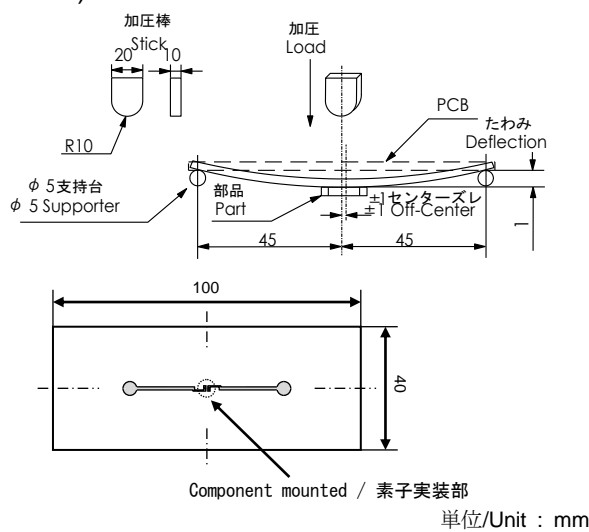 加圧棒
Stick
20
10
R10
加圧
Load
PCB
たわみ
Deflection
φ 5支持台
φ 5 Supporter
部品
Part
±1センターズレ
±1 Off-Center
45
45
1
100
40
Component mounted / 素子実装部
単位/Unit : mm